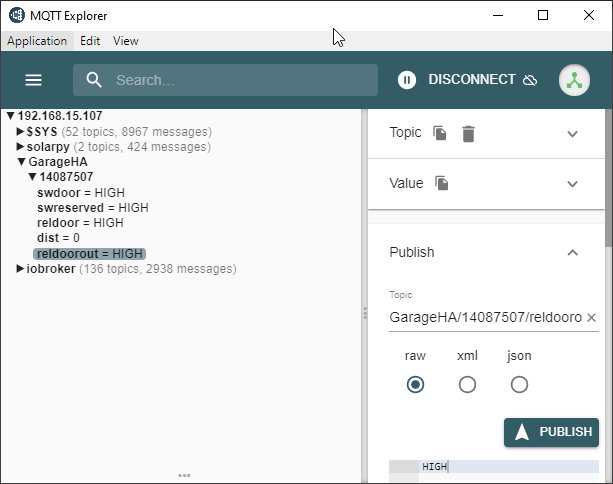 MQTT Explorer
Application Edit View
Search...
DISCONNECT
192.168.15.107
$SYS (52 topics, 8967 messages)
solarpy (2 topics, 424 messages)
GarageHA
14087507
swdoor = HIGH
swreserved = HIGH
reldoor = HIGH
dist = 0
reldoorout = HIGH
iobroker (136 topics, 2938 messages)
Topic
Value
Publish
Topic
GarageHA/14087507/reldooro
raw xml json
PUBLISH
HIGH